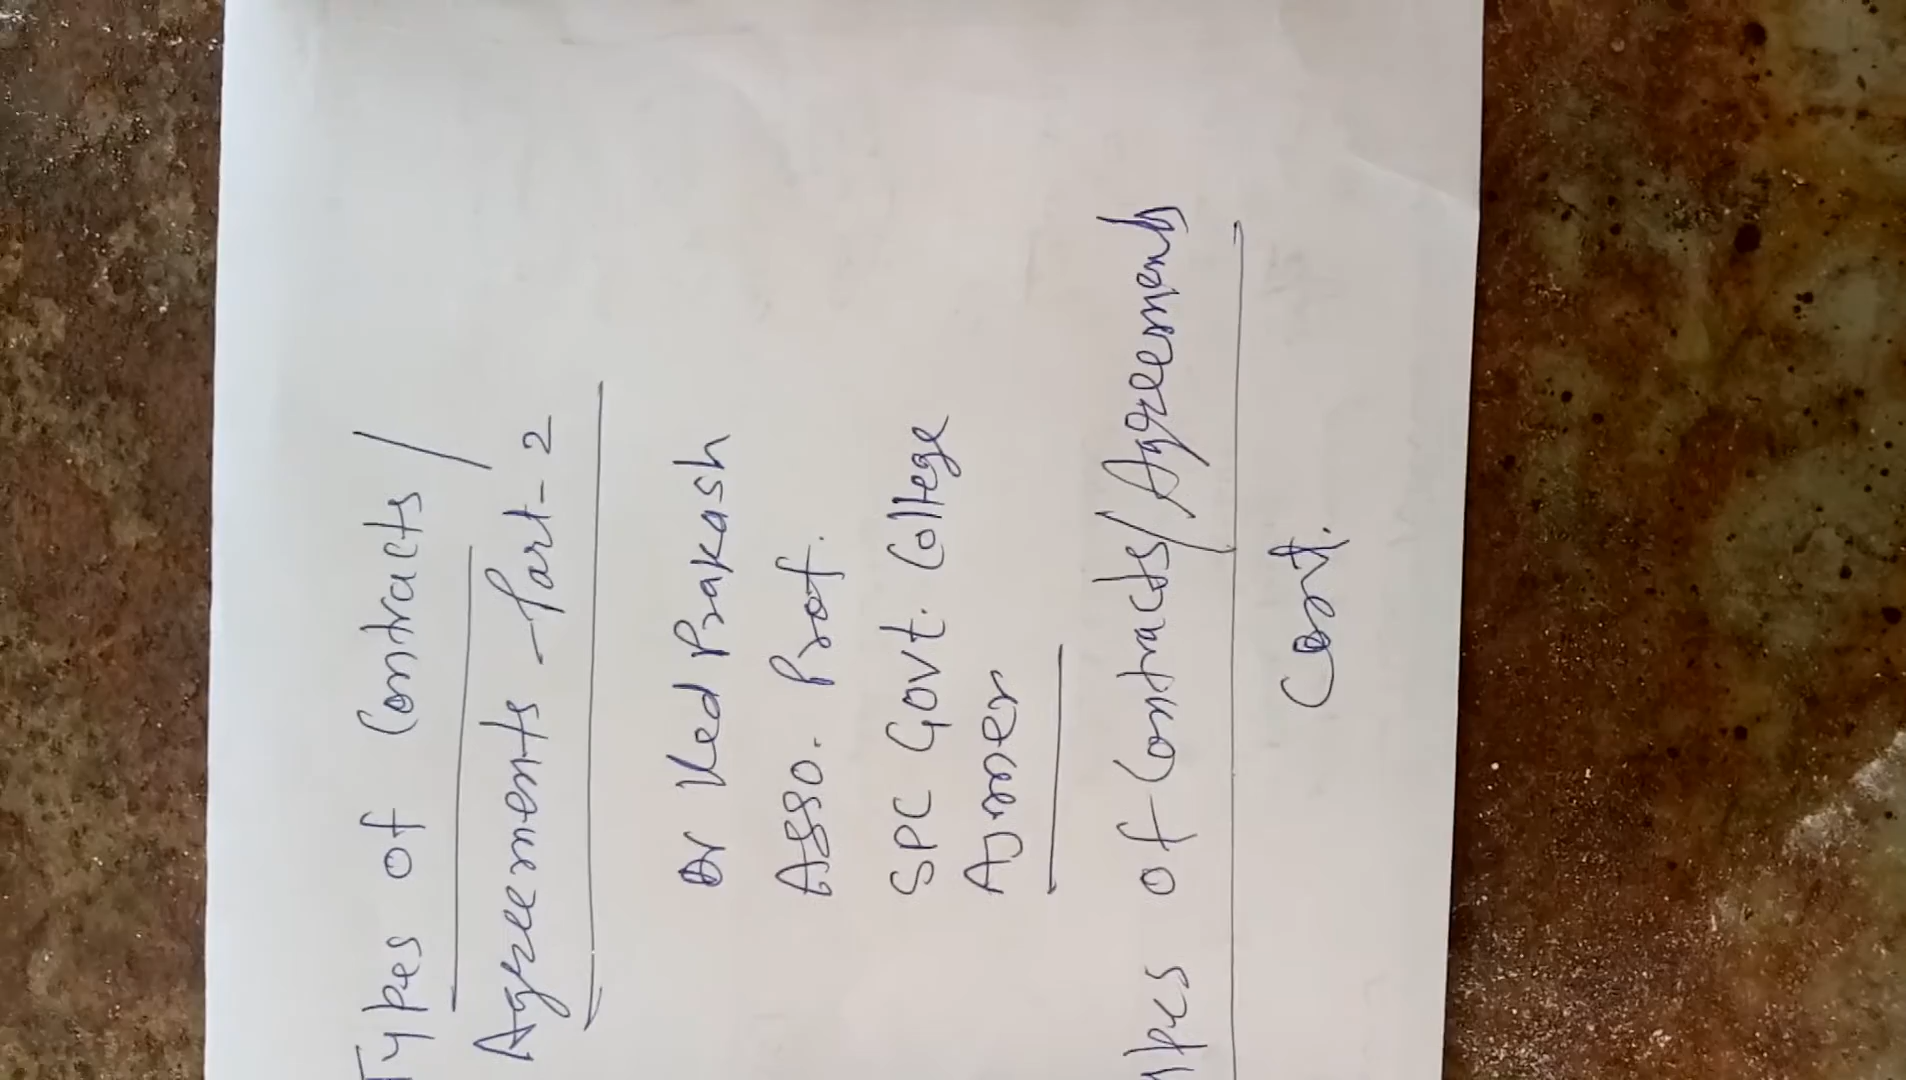 Types of Contracts /
Agreements - Part - 2
Dr Ved Prakash
Asso. Prof.
SPC Govt. College
Ajmer
ypes of Contracts/Agreements
Cont.